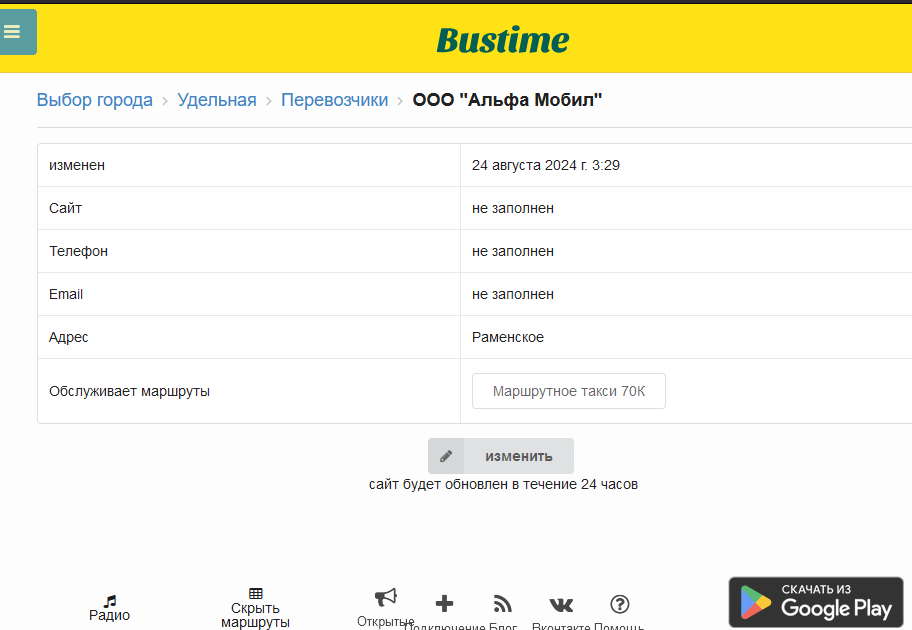 Bustime
Выбор города › Удельная › Перевозчики › ООО "Альфа Мобил"
изменен 24 августа 2024 г. 3:29
Сайт не заполнен
Телефон не заполнен
Email не заполнен
Адрес Раменское
Обслуживает маршруты Маршрутное такси 70К
изменить
сайт будет обновлен в течение 24 часов
Радио
Скрыть
маршруты
Открытые
Подключение
Блог
Вконтакте
Помощь
СКАЧАТЬ ИЗ
Google Play